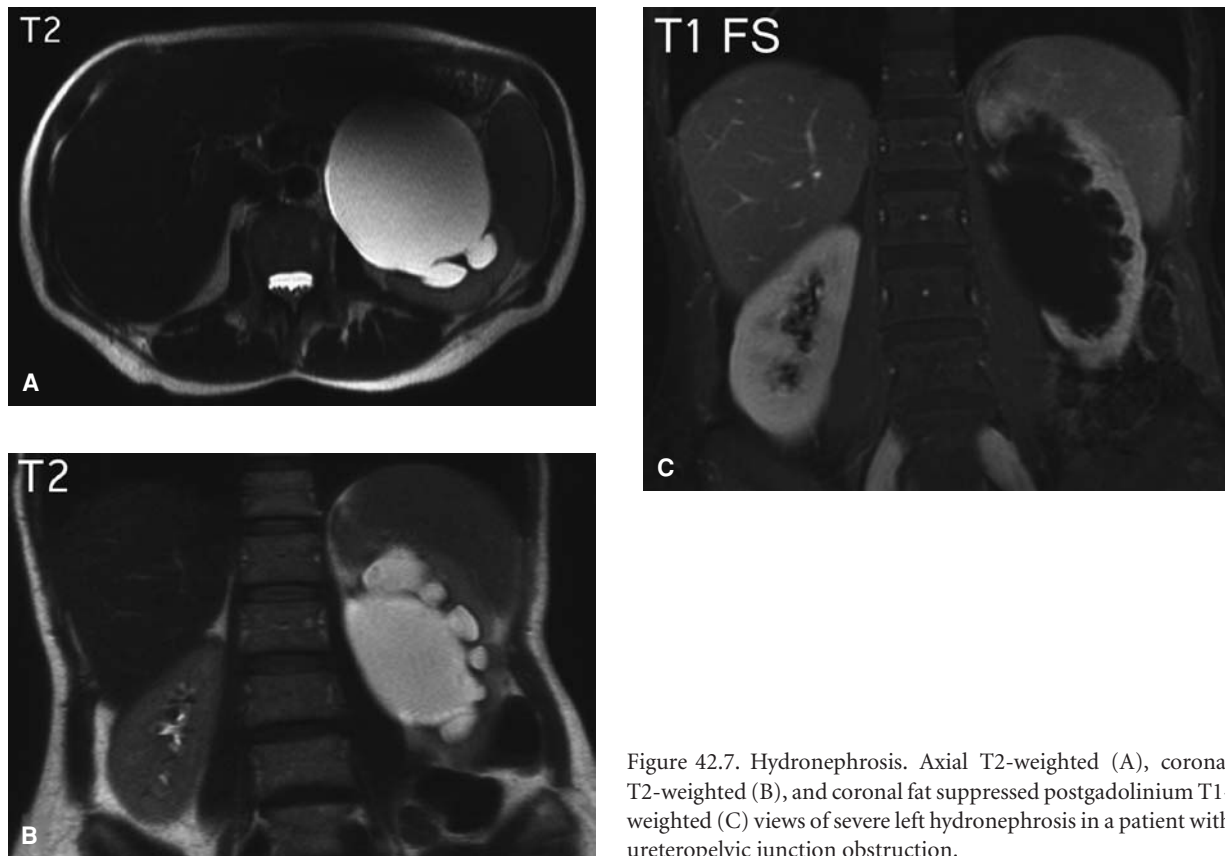 T2
A
T1 FS
C
T2
B
Figure 42.7. Hydronephrosis. Axial T2-weighted (A), corona
T2-weighted (B), and coronal fat suppressed postgadolinium T1-
weighted (C) views of severe left hydronephrosis in a patient with
ureteropelvic junction obstruction.